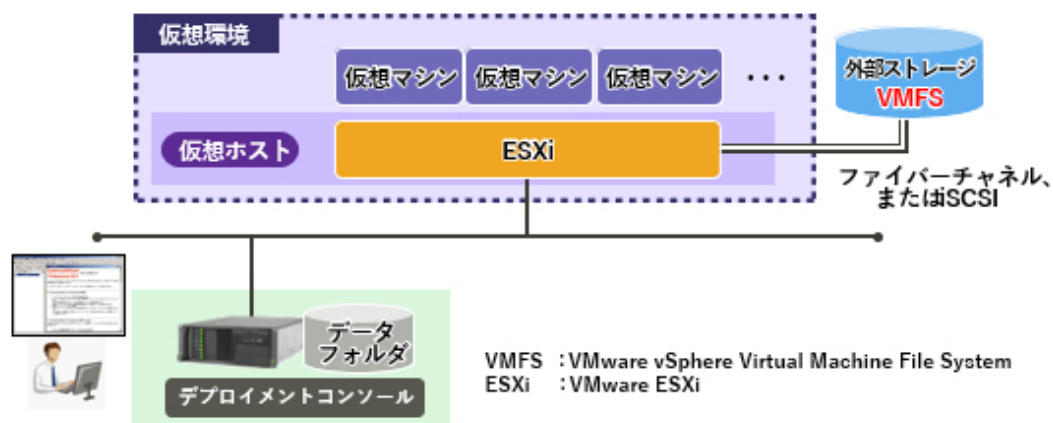 仮想環境
仮想マシン
仮想マシン
仮想マシン
・・・
外部ストレージ
VMFS
仮想ホスト
ESXi
ファイバーチャネル、
またはiSCSI
データ
フォルダ
デプロイメントコンソール
VMFS ：VMware vSphere Virtual Machine File System
ESXi ：VMware ESXi